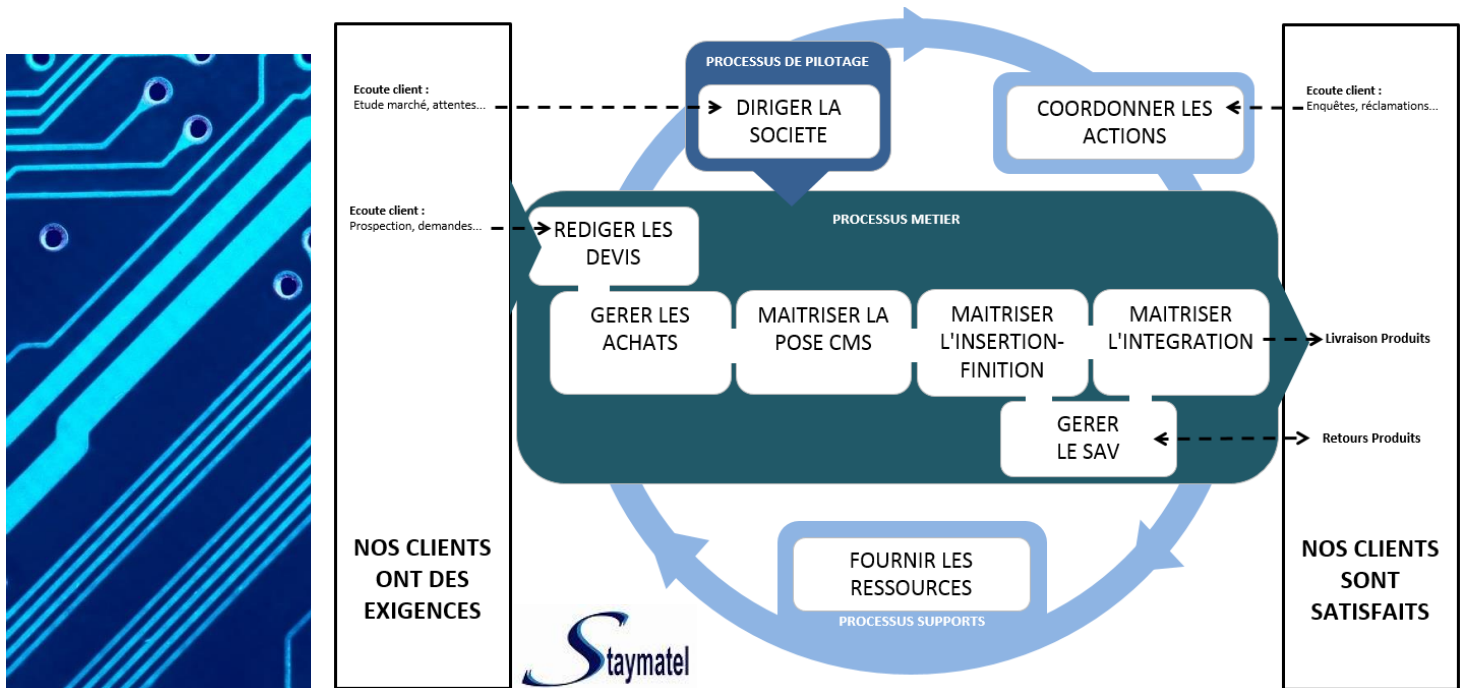 Ecoute client :
Etude marché, attentes...
Ecoute client :
Prospection, demandes...
NOS CLIENTS
ONT DES
EXIGENCES
PROCESSUS DE PILOTAGE
DIRIGER LA
SOCIETE
COORDONNER LES
ACTIONS
PROCESSUS METIER
REDIGER LES
DEVIS
GERER LES
ACHATS
MAITRISER LA
POSE CMS
MAITRISER
L'INSERTION-
FINITION
MAITRISER
L'INTEGRATION
GERER
LE SAV
FOURNIR LES
RESSOURCES
PROCESSUS SUPPORTS
Staymatel
Ecoute client :
Enquêtes, réclamations...
Livraison Produits
Retours Produits
NOS CLIENTS
SONT
SATISFAITS